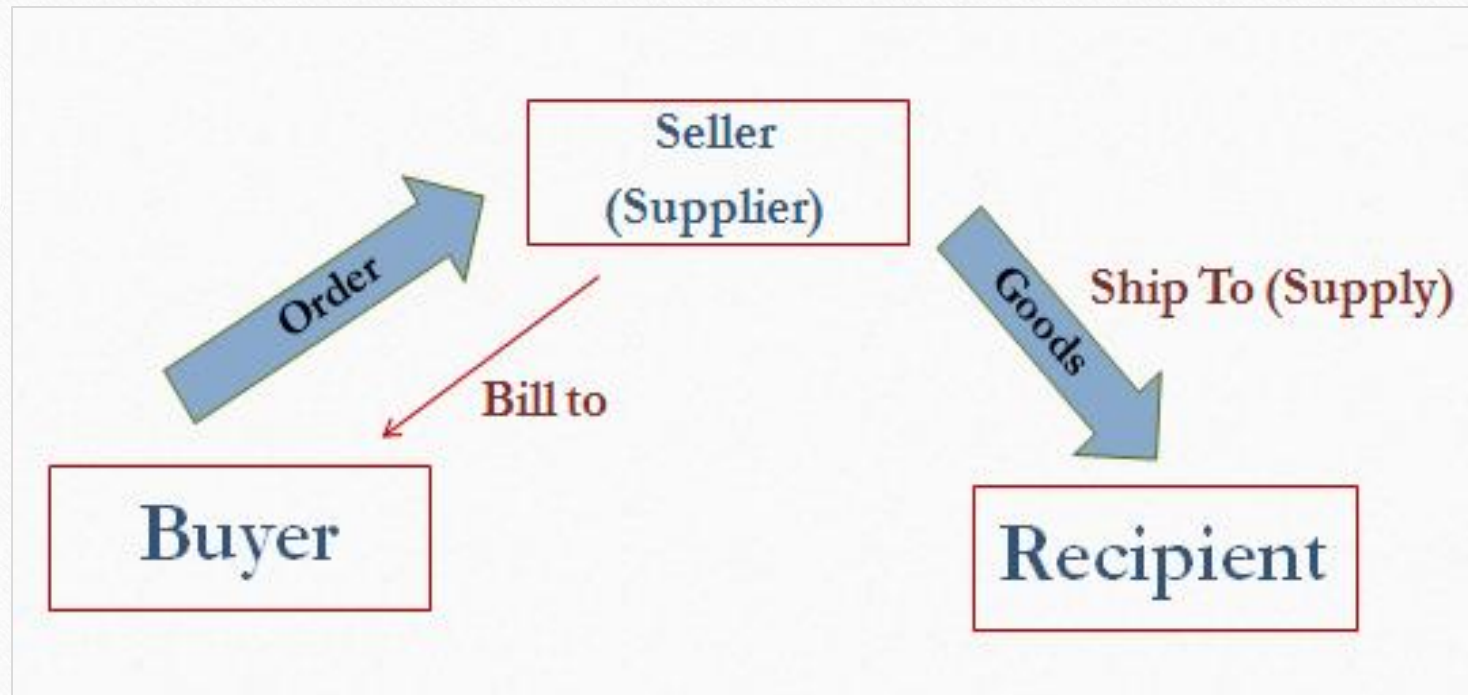 Seller
(Supplier)
Order
Goods
Ship To (Supply)
Bill to
Buyer
Recipient